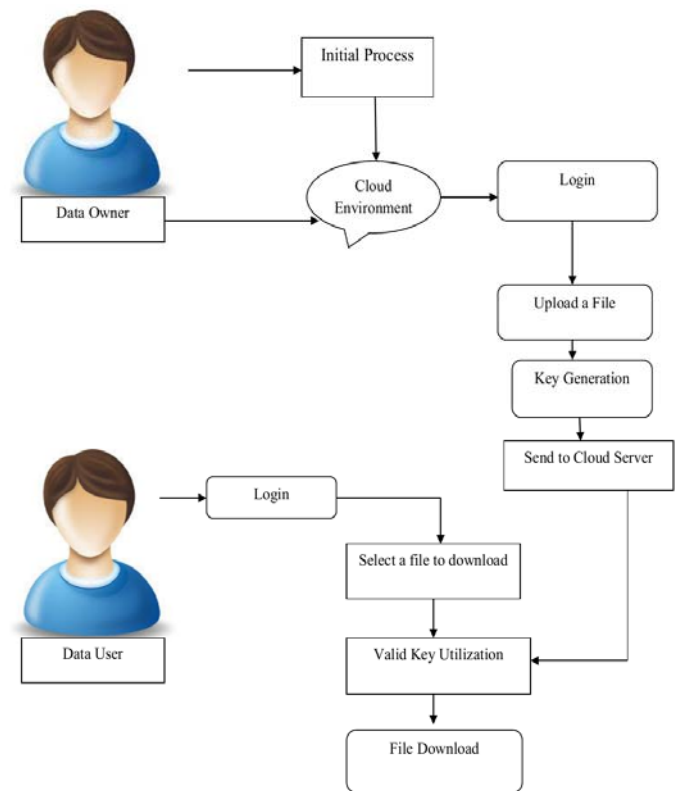 Initial Process
Data Owner
Cloud
Environment
Login
Upload a File
Key Generation
Send to Cloud Server
Login
Select a file to download
Data User
Valid Key Utilization
File Download